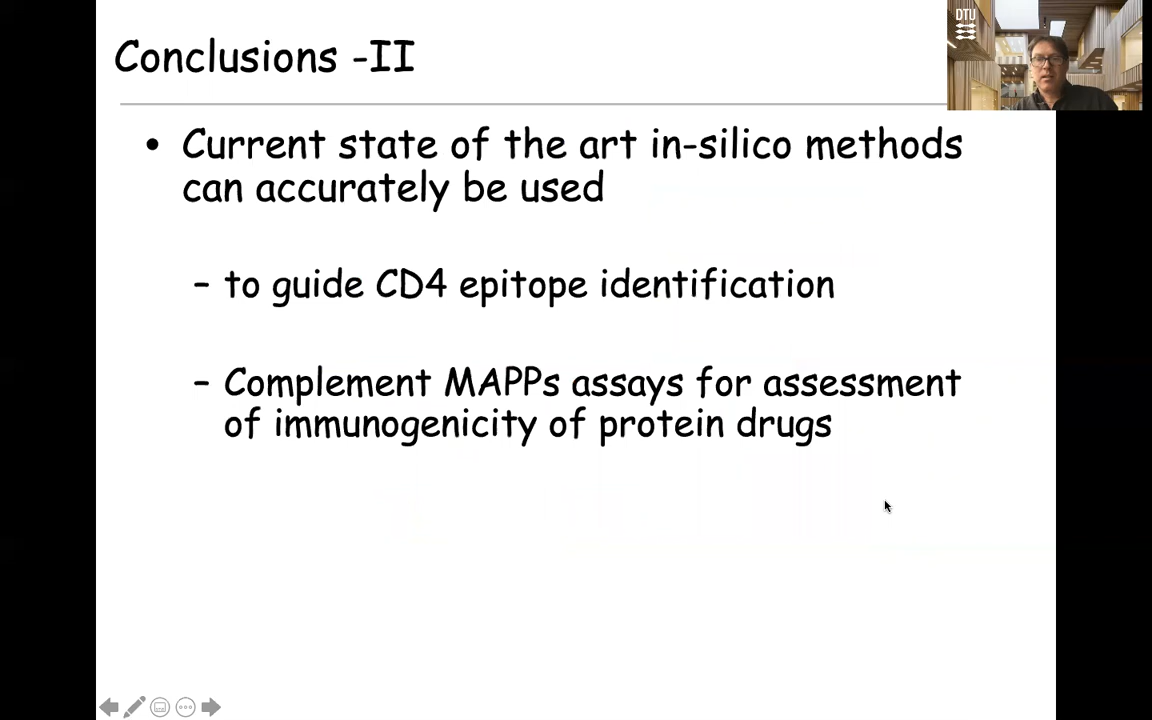 Conclusions -II
DTU
• Current state of the art in-silico methods
can accurately be used
– to guide CD4 epitope identification
– Complement MAPPs assays for assessment
of immunogenicity of protein drugs